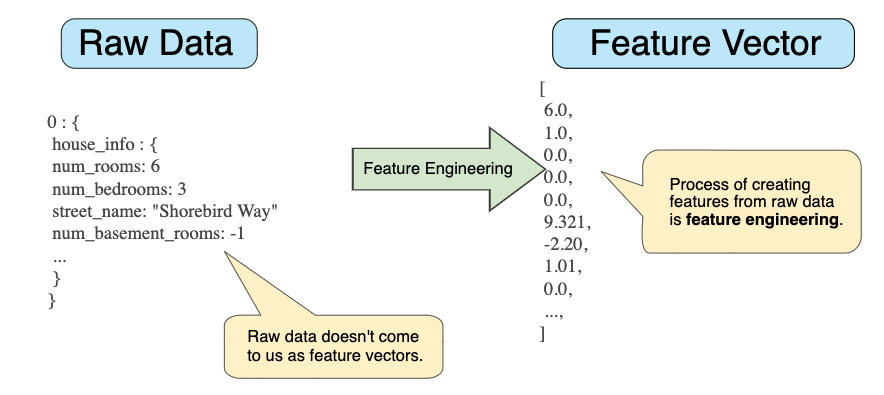 Raw Data
0 : {
house_info : {
num_rooms: 6
num_bedrooms: 3
street_name: "Shorebird Way"
num_basement_rooms: -1
...
}
}
Raw data doesn't come
to us as feature vectors.
Feature Engineering
Feature Vector
[
6.0,
1.0,
0.0,
0.0,
0.0,
9.321,
-2.20,
1.01,
0.0,
...,
]
Process of creating
features from raw data
is feature engineering.